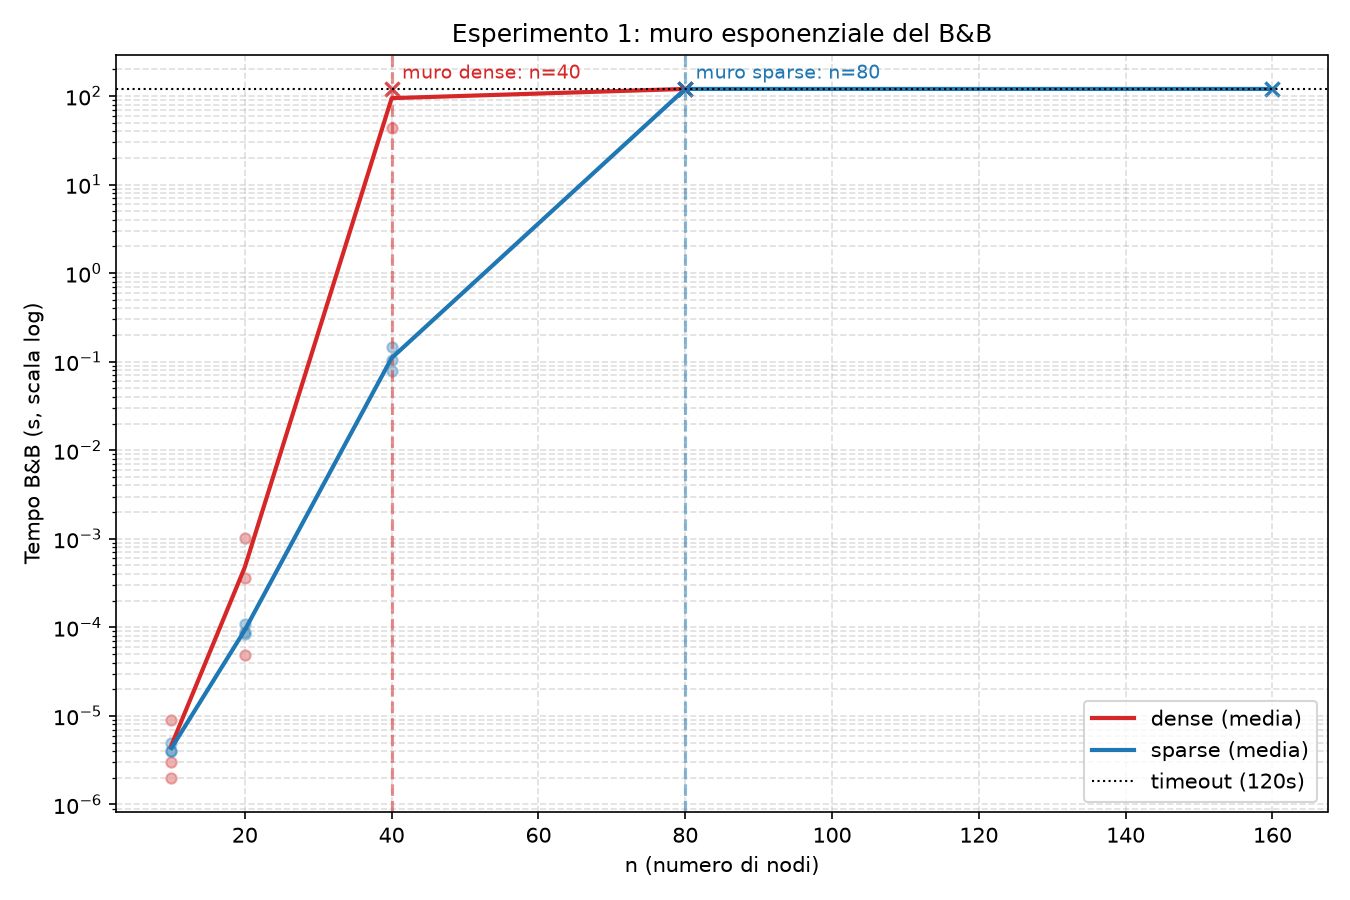 Esperimento 1: muro esponenziale del B&B
muro dense: n=40
muro sparse: n=80
Tempo B&B (s, scala log)
10²
10¹
10⁰
10⁻¹
10⁻²
10⁻³
10⁻⁴
10⁻⁵
10⁻⁶
dense (media)
sparse (media)
timeout (120s)
20 40 60 80 100 120 140 160
n (numero di nodi)